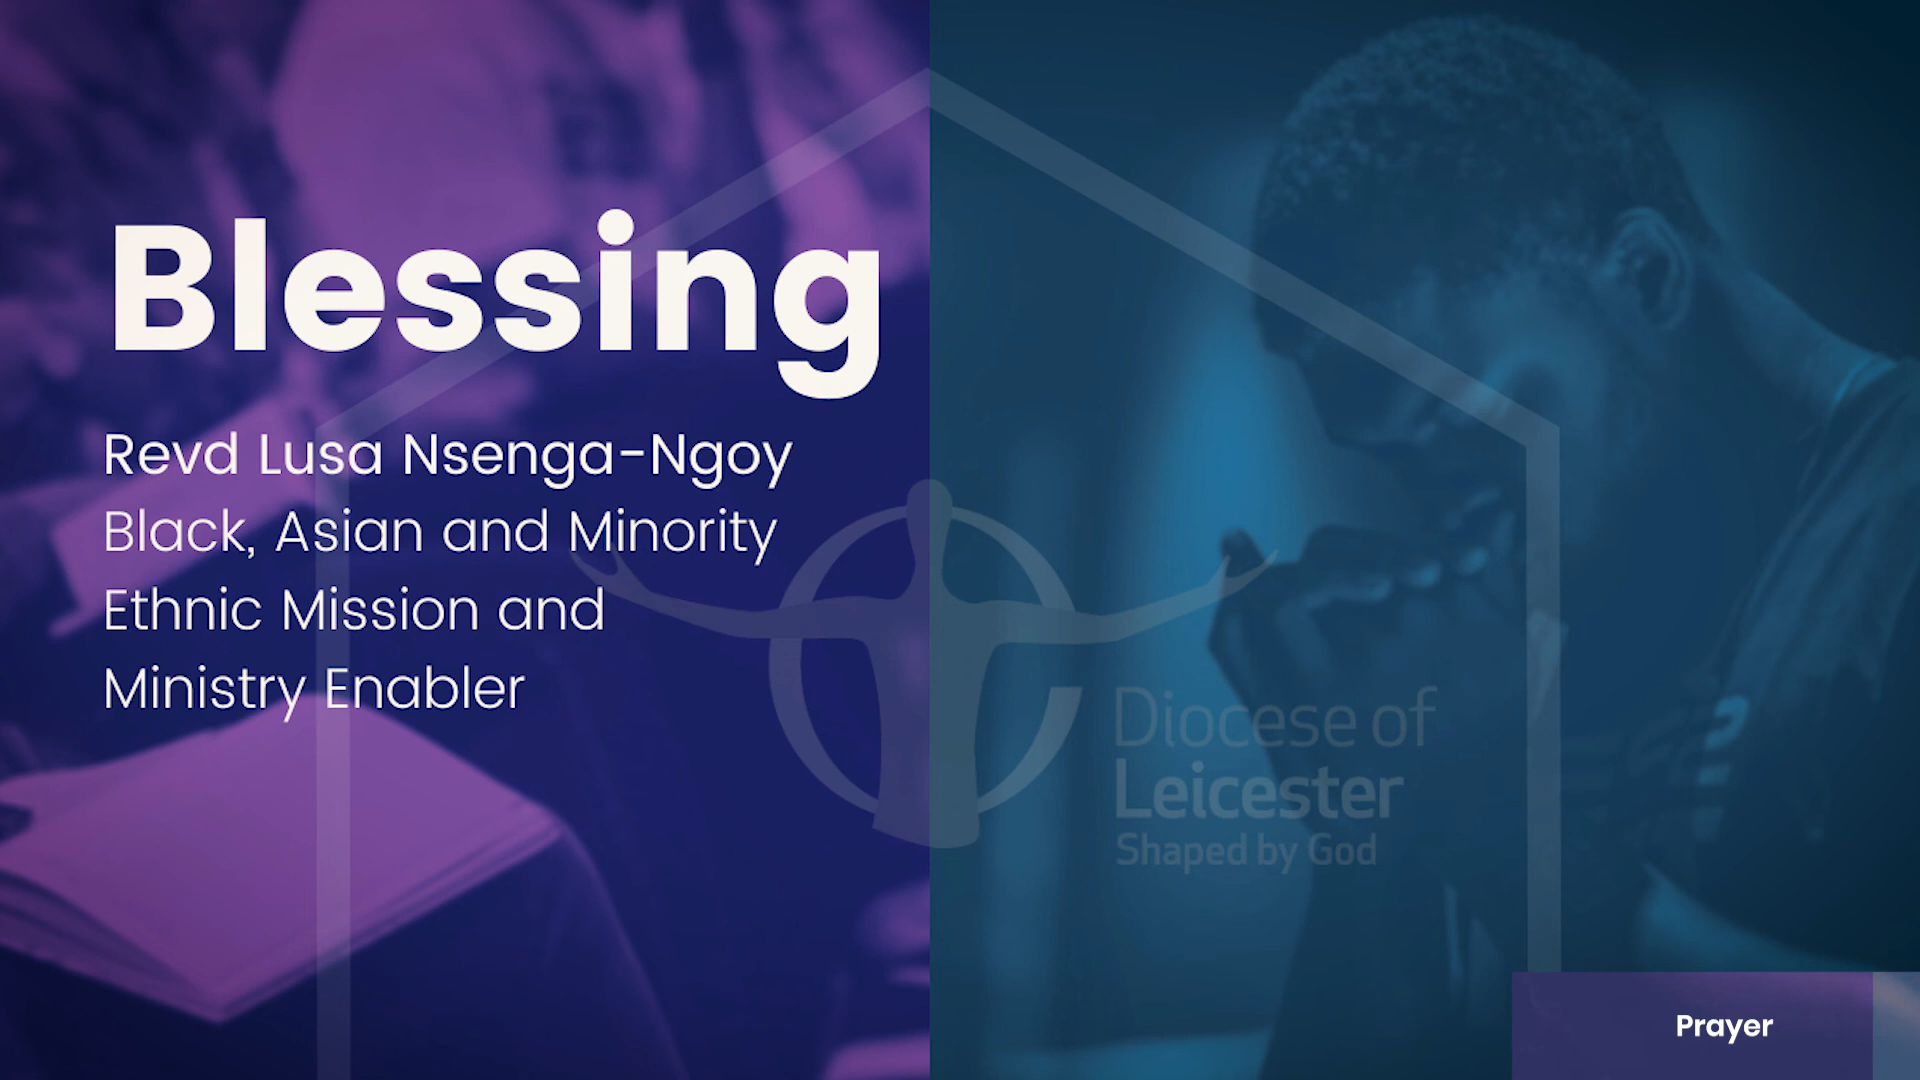 Blessing
Revd Lusa Nsenga-Ngoy
Black, Asian and Minority
Ethnic Mission and
Ministry Enabler
Diocese of
Leicester
Shaped by God
Prayer